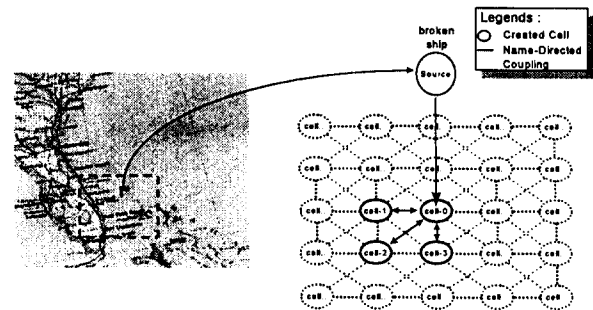 broken
ship
Source
Legends :
Created Cell
Name-Directed
Coupling
cell. cell. cell. cell. cell.
cell. cell. cell. cell. cell.
cell. cell-1 cell-0 cell. cell.
cell. cell-2 cell-3 cell. cell.
cell. cell. cell. cell. cell.